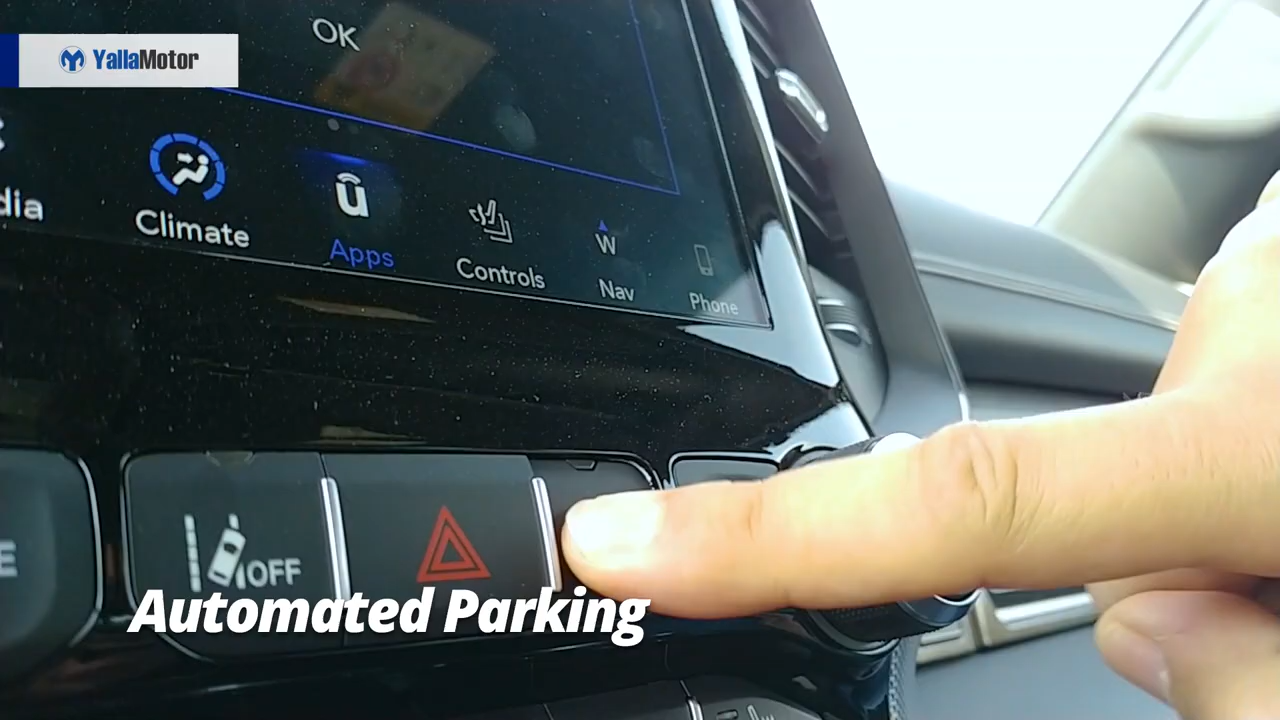 YallaMotor
OK
dia
Climate
Apps
Controls
W
Nav
Phone
E
OFF
Automated Parking